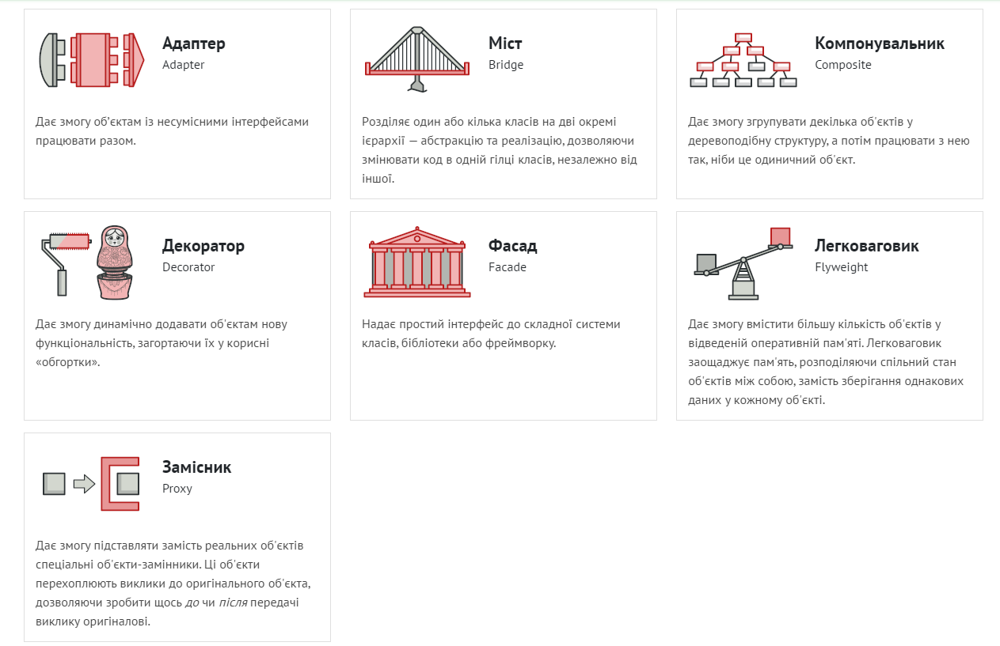 Адаптер
Adapter
Дає змогу об'єктам із несумісними інтерфейсами
працювати разом.
Міст
Bridge
Розділяє один або кілька класів на дві окремі
ієрархії — абстракцію та реалізацію, дозволяючи
змінювати код в одній гілці класів, незалежно від
іншої.
Компонувальник
Composite
Дає змогу згрупувати декілька об'єктів у
деревоподібну структуру, а потім працювати з нею
так, ніби це одиничний об'єкт.
Декоратор
Decorator
Дає змогу динамічно додавати об'єктам нову
функціональність, загортаючи їх у корисні
«обгортки».
Фасад
Facade
Надає простий інтерфейс до складної системи
класів, бібліотеки або фреймворку.
Легковаговик
Flyweight
Дає змогу вмістити більшу кількість об'єктів у
відведеній оперативній пам'яті. Легковаговик
заощаджує пам'ять, розподіляючи спільний стан
об'єктів між собою, замість зберігання однакових
даних у кожному об'єкті.
Замісник
Proxy
Дає змогу підставляти замість реальних об'єктів
спеціальні об'єкти-замінники. Ці об'єкти
перехоплюють виклики до оригінального об'єкта,
дозволяючи зробити щось до чи після передачі
виклику оригіналові.